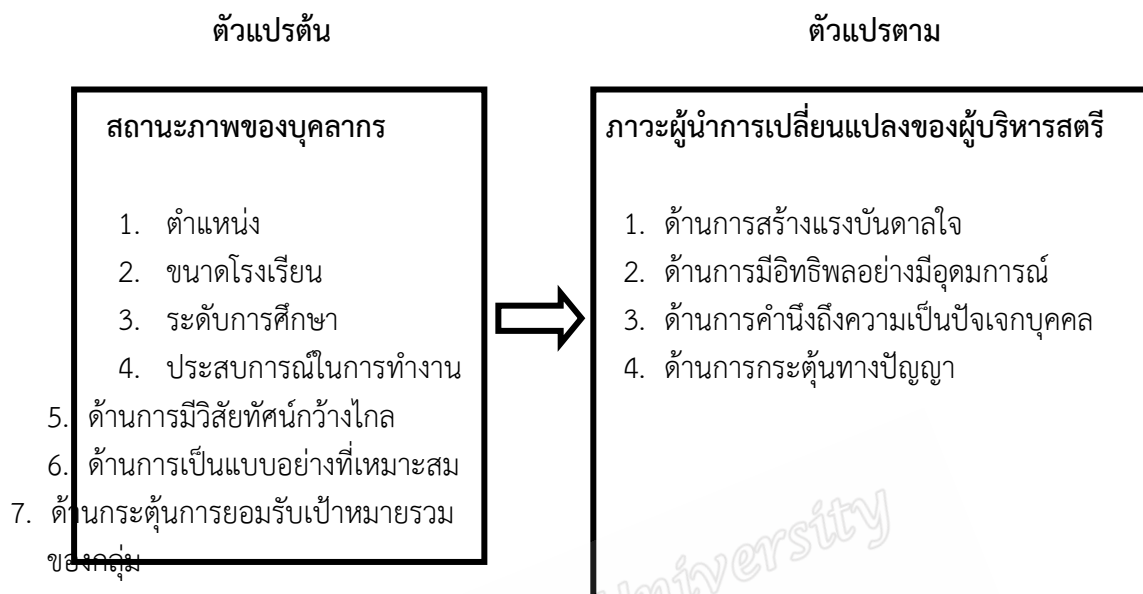 ตัวแปรต้น
ตัวแปรตาม
สถานะภาพของบุคลากร
1. ตำแหน่ง
2. ขนาดโรงเรียน
3. ระดับการศึกษา
4. ประสบการณ์ในการทำงาน
5. ด้านการมีวิสัยทัศน์กว้างไกล
6. ด้านการเป็นแบบอย่างที่เหมาะสม
7. ด้านกระตุ้นการยอมรับเป้าหมายรวม
ของกลุ่ม
ภาวะผู้นำการเปลี่ยนแปลงของผู้บริหารสตรี
1. ด้านการสร้างแรงบันดาลใจ
2. ด้านการมีอิทธิพลอย่างมีอุดมการณ์
3. ด้านการคำนึงถึงความเป็นปัจเจกบุคคล
4. ด้านการกระตุ้นทางปัญญา
University